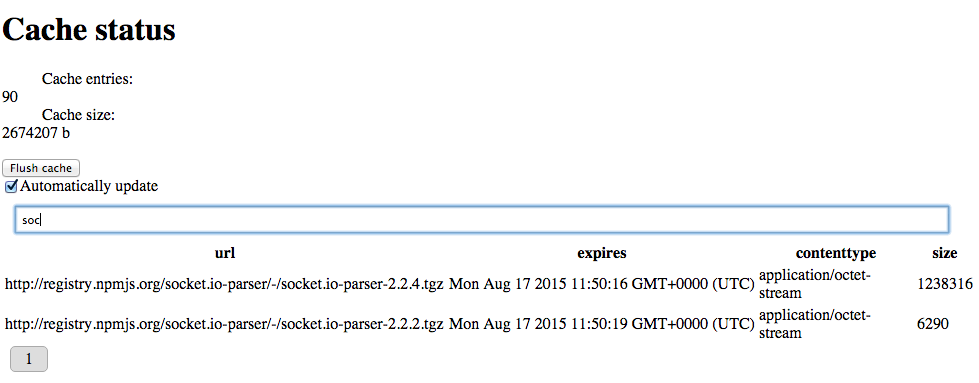 Cache status
Cache entries:
90
Cache size:
2674207 b
Flush cache
Automatically update
soc
url expires contenttype size
http://registry.npmjs.org/socket.io-parser/-/socket.io-parser-2.2.4.tgz Mon Aug 17 2015 11:50:16 GMT+0000 (UTC) application/octet-
stream 1238316
http://registry.npmjs.org/socket.io-parser/-/socket.io-parser-2.2.2.tgz Mon Aug 17 2015 11:50:19 GMT+0000 (UTC) application/octet-
stream 6290
1